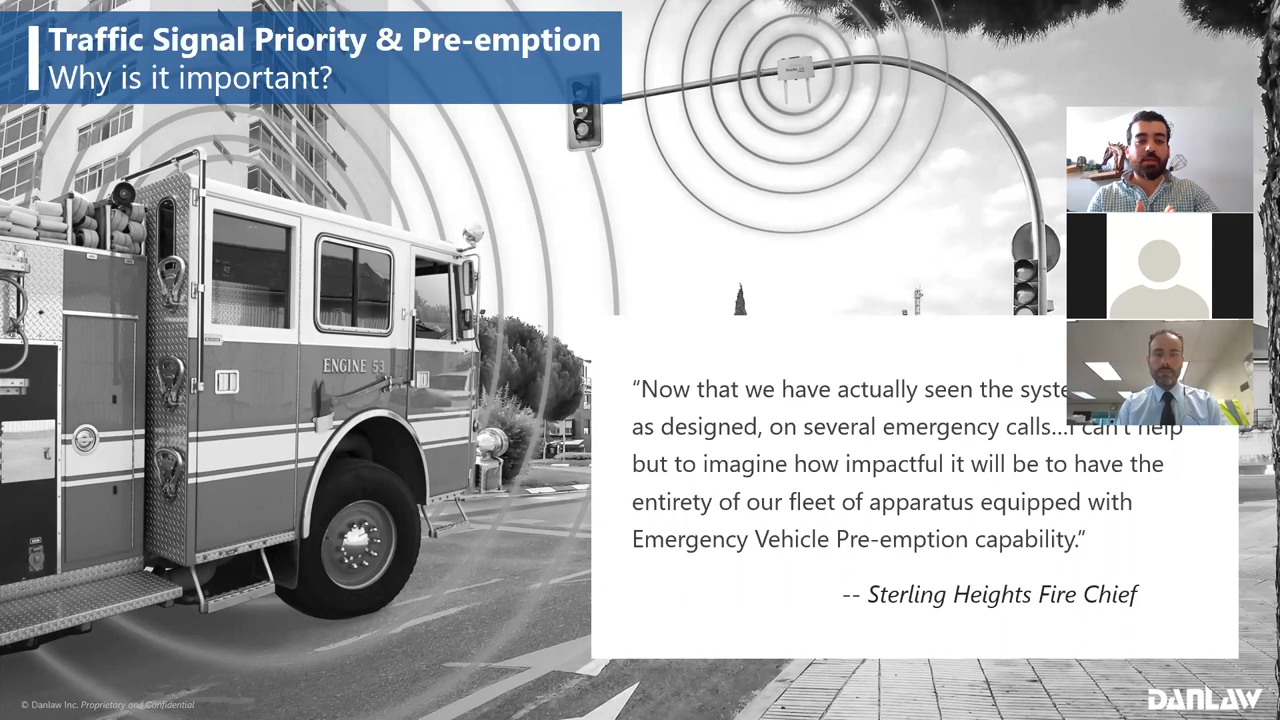 Traffic Signal Priority & Pre-emption
Why is it important?
ENGINE 53
“Now that we have actually seen the syste
as designed, on several emergency calls...I can't help
but to imagine how impactful it will be to have the
entirety of our fleet of apparatus equipped with
Emergency Vehicle Pre-emption capability.”
-- Sterling Heights Fire Chief
© Danlaw Inc. Proprietary and Confidential
DANLAW